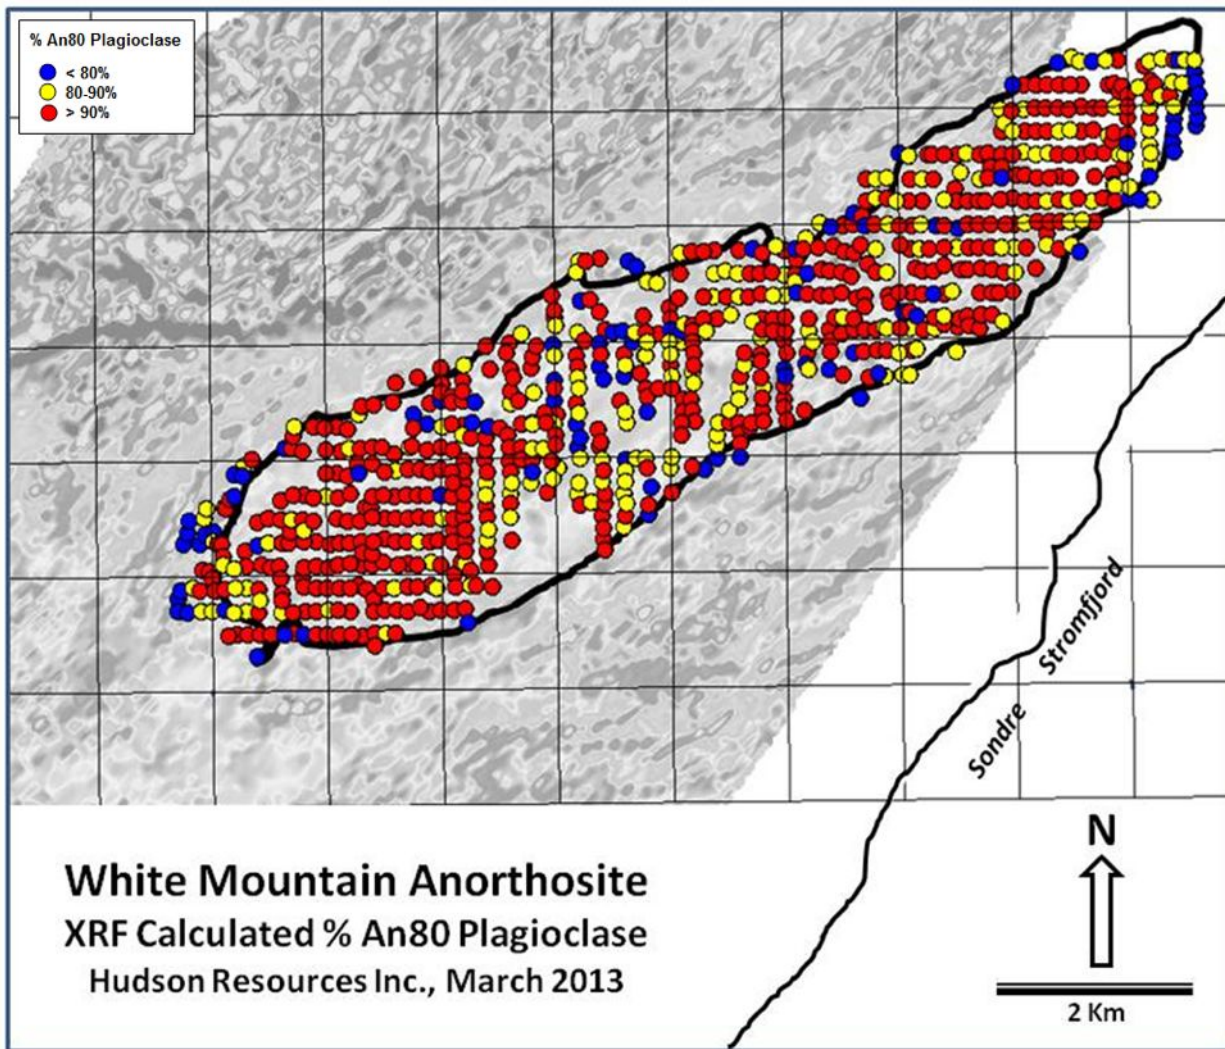 % An80 Plagioclase
< 80%
80-90%
> 90%
Stromfjord
Sondre
N
2 Km
White Mountain Anorthosite
XRF Calculated % An80 Plagioclase
Hudson Resources Inc., March 2013